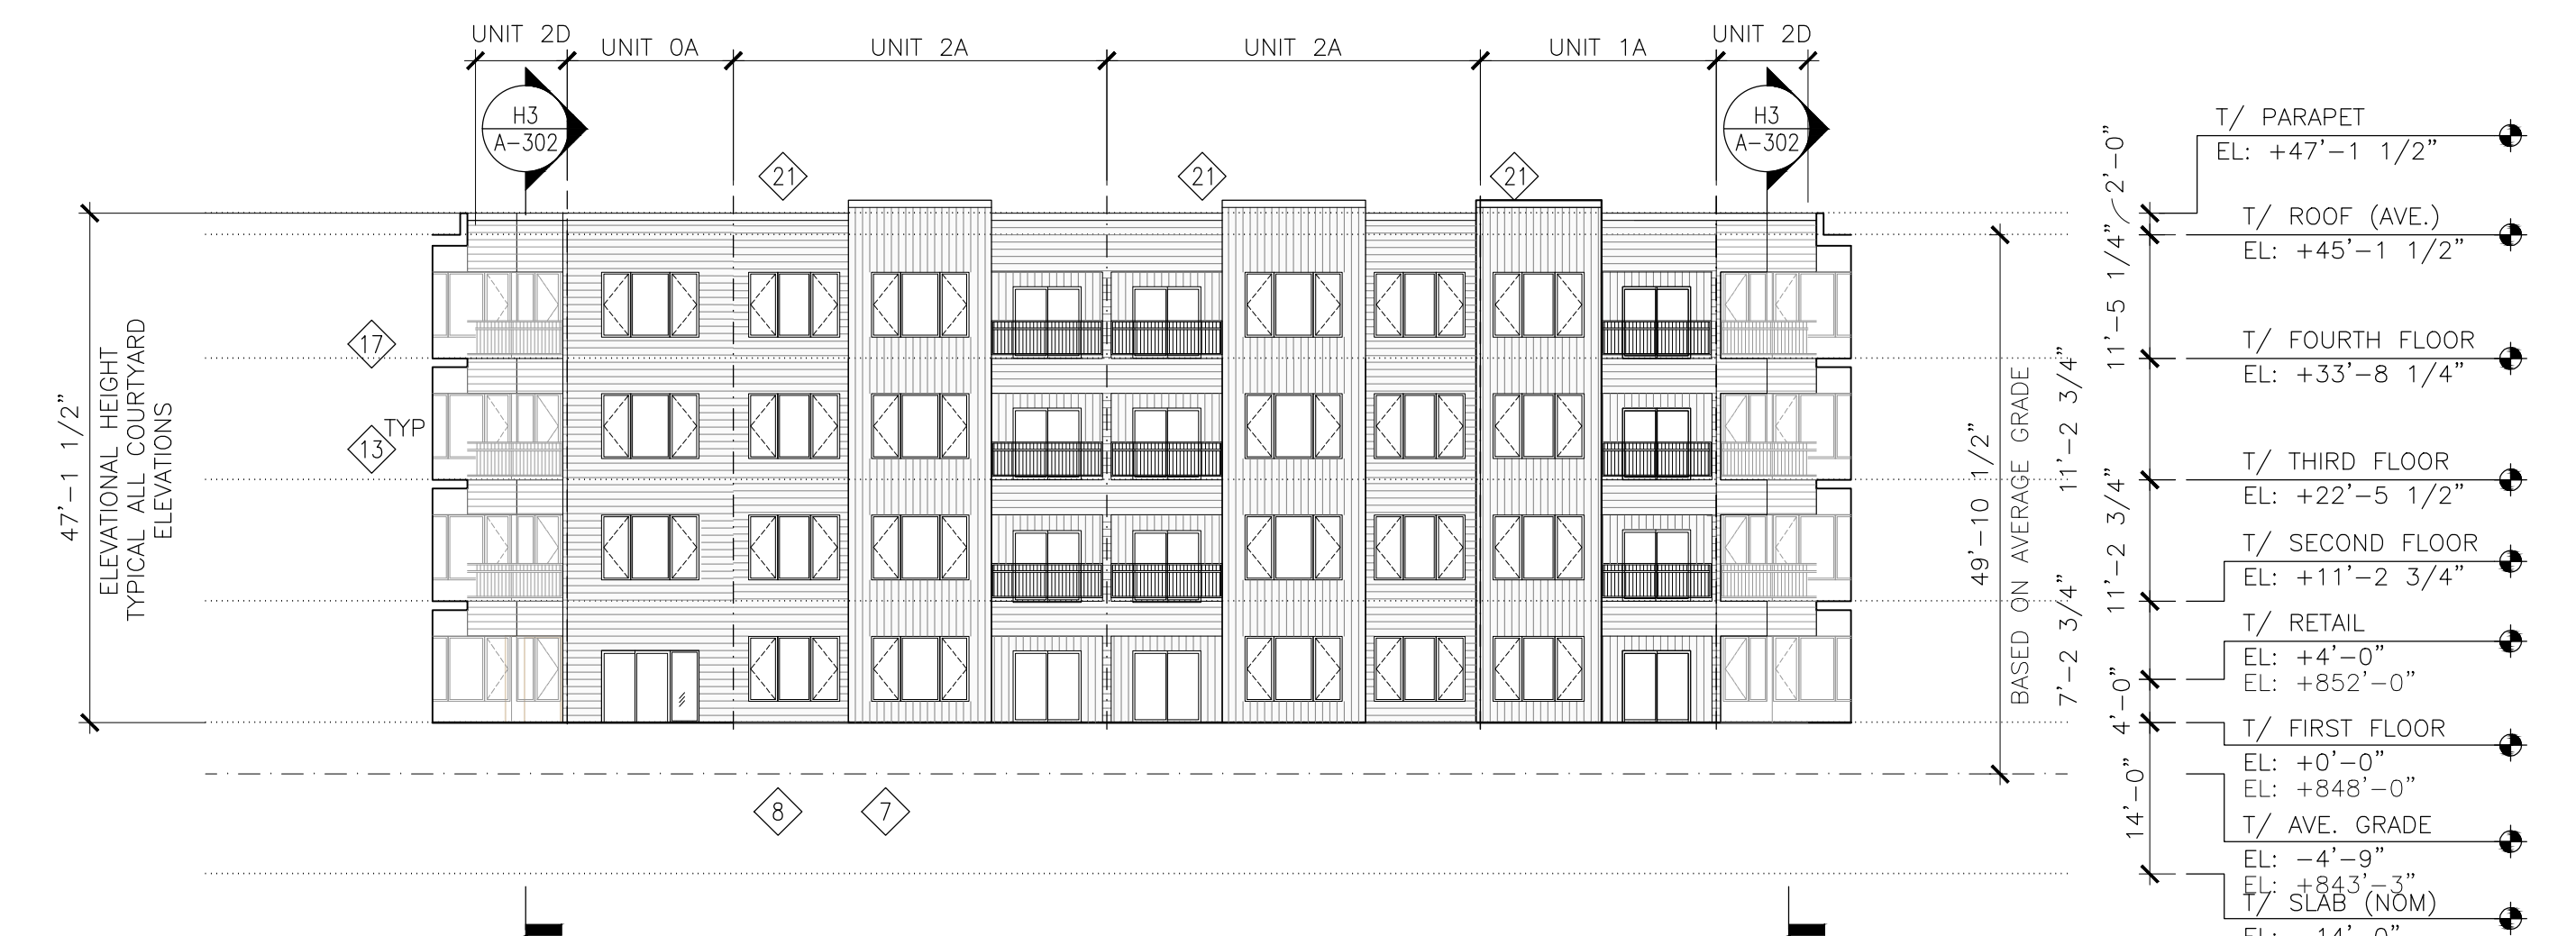 UNIT 2D
UNIT 0A
UNIT 2A
UNIT 2A
UNIT 1A
UNIT 2D
H3
A-302
H3
A-302
21
21
21
17
13
TYP
8
7
47'-1 1/2"
ELEVATIONAL HEIGHT
TYPICAL ALL COURTYARD
ELEVATIONS
49'-10 1/2"
BASED ON AVERAGE GRADE
2'-0"
11'-5 1/4"
11'-2 3/4"
11'-2 3/4"
7'-2 3/4"
4'-0"
14'-0"
T/ PARAPET
EL: +47'-1 1/2"
T/ ROOF (AVE.)
EL: +45'-1 1/2"
T/ FOURTH FLOOR
EL: +33'-8 1/4"
T/ THIRD FLOOR
EL: +22'-5 1/2"
T/ SECOND FLOOR
EL: +11'-2 3/4"
T/ RETAIL
EL: +4'-0"
EL: +852'-0"
T/ FIRST FLOOR
EL: +0'-0"
EL: +848'-0"
T/ AVE. GRADE
EL: -4'-9"
EL: +843'-3"
T/ SLAB (NOM)